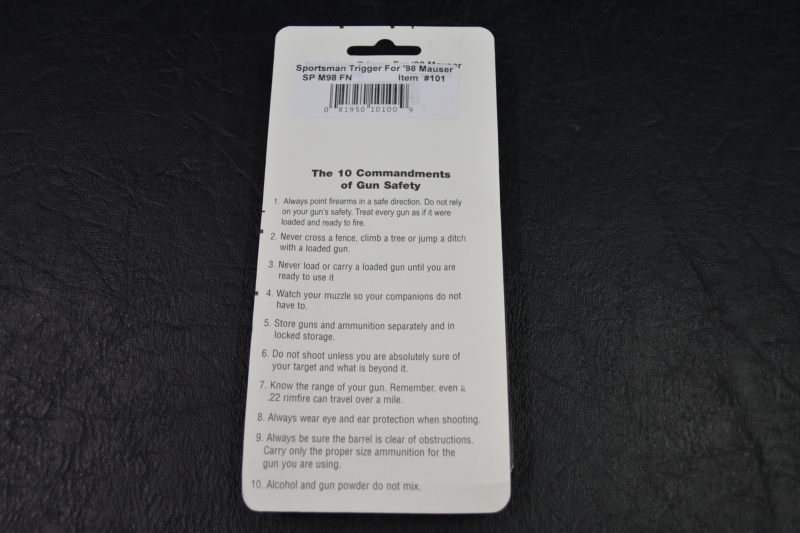 Sportsman Trigger For '98 Mauser
SP M98 FN Item #101
0 81950 10100 9
The 10 Commandments
of Gun Safety
1. Always point firearms in a safe direction. Do not rely
on your gun's safety. Treat every gun as if it were
loaded and ready to fire.
2. Never cross a fence, climb a tree or jump a ditch
with a loaded gun.
3. Never load or carry a loaded gun until you are
ready to use it
4. Watch your muzzle so your companions do not
have to.
5. Store guns and ammunition separately and in
locked storage.
6. Do not shoot unless you are absolutely sure of
your target and what is beyond it.
7. Know the range of your gun. Remember, even a
.22 rimfire can travel over a mile.
8. Always wear eye and ear protection when shooting.
9. Always be sure the barrel is clear of obstructions.
Carry only the proper size ammunition for the
gun you are using.
10. Alcohol and gun powder do not mix.